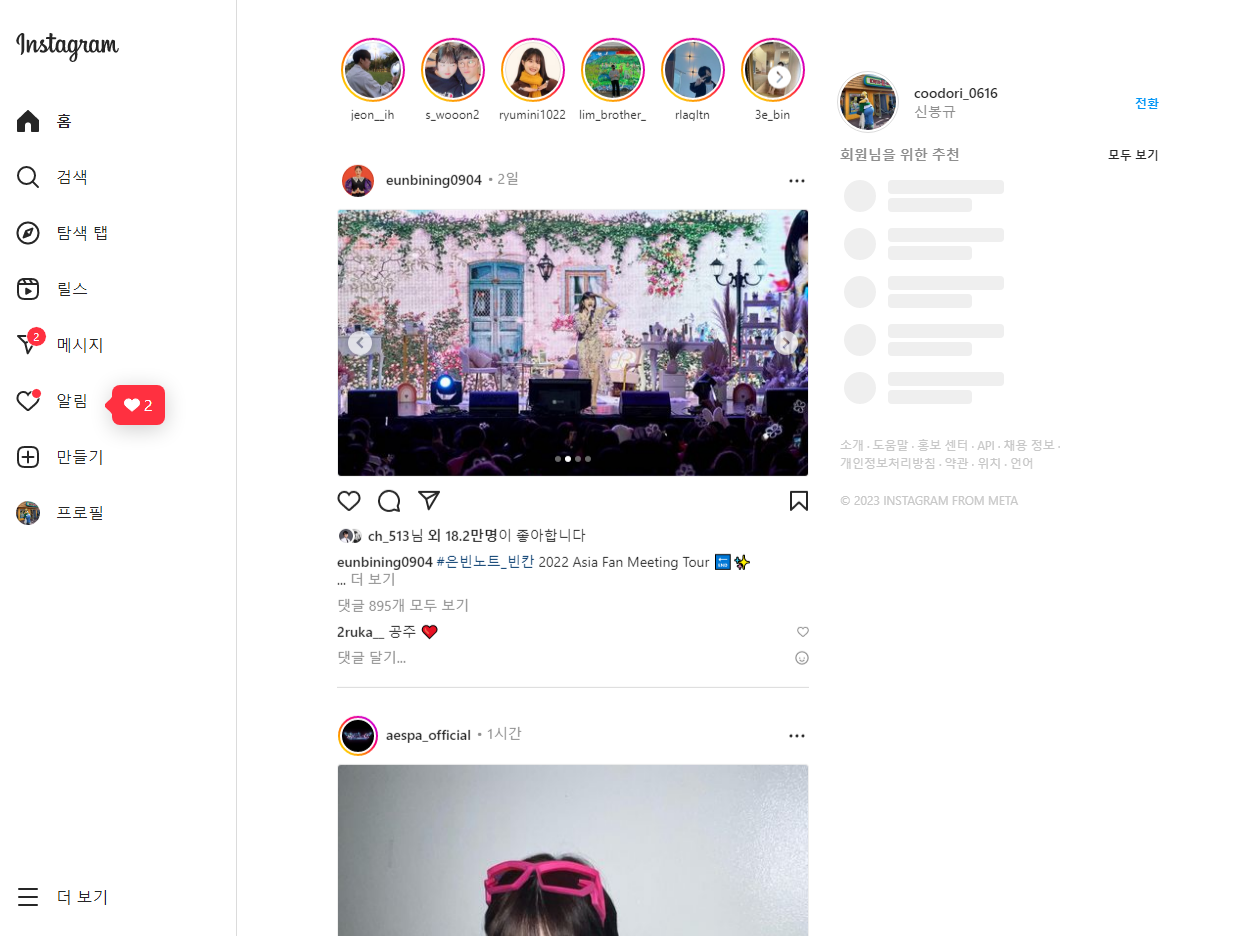 Instagram
홈
검색
탐색 탭
릴스
2
메시지
알림
2
만들기
프로필
더 보기
jeon__ih
s_wooon2
ryumini1022
lim_brother_
rlaqltn
3e_bin
eunbining0904 • 2일
ch_513님 외 18.2만명이 좋아합니다
eunbining0904 #은빈노트_빈칸 2022 Asia Fan Meeting Tour 🔚✨
... 더 보기
댓글 895개 모두 보기
2ruka__ 공주 ❤️
댓글 달기...
aespa_official • 1시간
coodori_0616
신봉규
전환
회원님을 위한 추천
모두 보기
소개 · 도움말 · 홍보 센터 · API · 채용 정보 ·
개인정보처리방침 · 약관 · 위치 · 언어
© 2023 INSTAGRAM FROM META